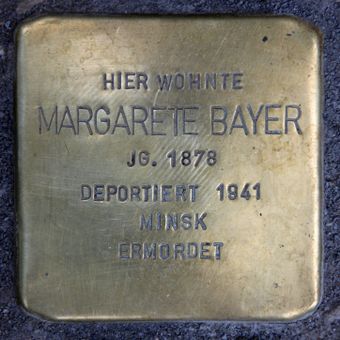 HIER WOHNTE
MARGARETE BAYER
JG. 1878
DEPORTIERT 1941
MINSK
ERMORDET